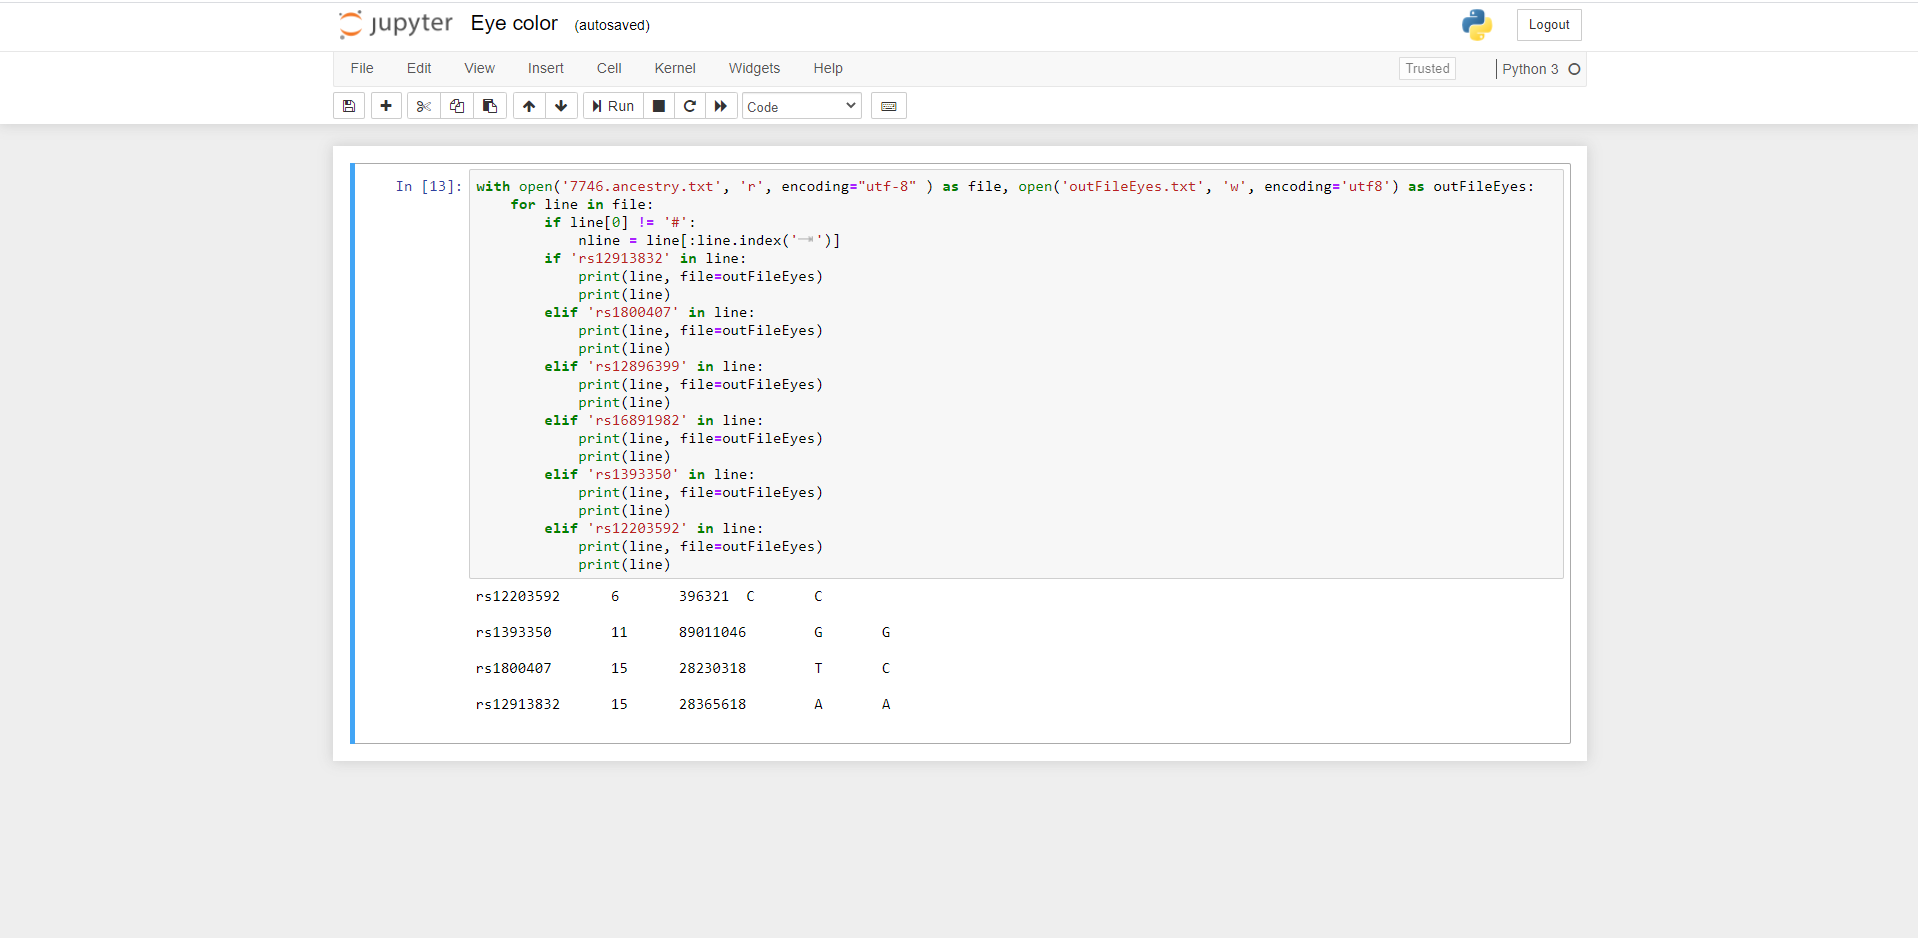 jupyter Eye color (autosaved)
Logout
File Edit View Insert Cell Kernel Widgets Help
Trusted
Python 3
Run
Code
In [13]:
with open('7746.ancestry.txt', 'r', encoding="utf-8" ) as file, open('outFileEyes.txt', 'w', encoding='utf8') as outFileEyes:
    for line in file:
        if line[0] != '#':
            nline = line[:line.index('	')]
        if 'rs12913832' in line:
            print(line, file=outFileEyes)
            print(line)
        elif 'rs1800407' in line:
            print(line, file=outFileEyes)
            print(line)
        elif 'rs12896399' in line:
            print(line, file=outFileEyes)
            print(line)
        elif 'rs16891982' in line:
            print(line, file=outFileEyes)
            print(line)
        elif 'rs1393350' in line:
            print(line, file=outFileEyes)
            print(line)
        elif 'rs12203592' in line:
            print(line, file=outFileEyes)
            print(line)
rs12203592 6 396321 C C
rs1393350 11 89011046 G G
rs1800407 15 28230318 T C
rs12913832 15 28365618 A A